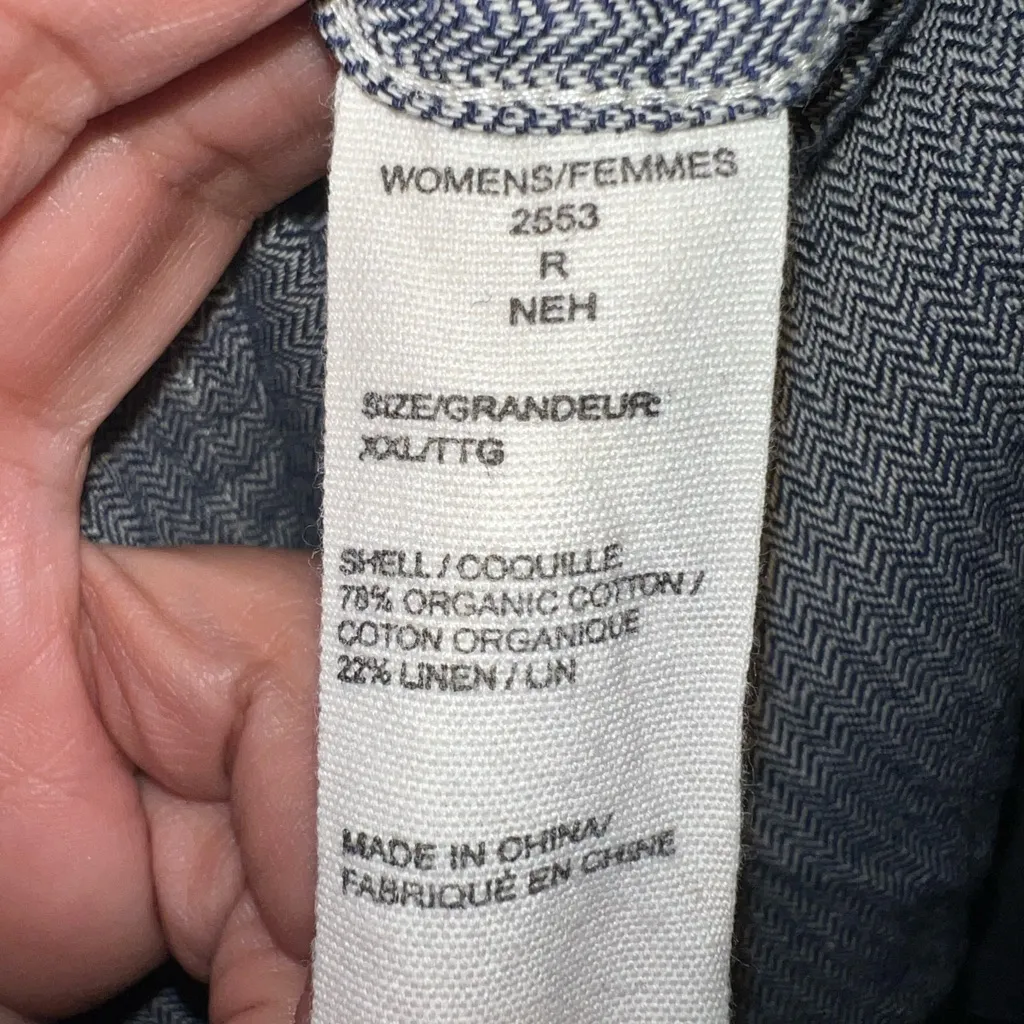 WOMENS/FEMMES
2553
R
NEH
SIZE/GRANDEUR:
XXL/TTG
SHELL / COQUILLE
78% ORGANIC COTTON /
COTON ORGANIQUE
22% LINEN / LIN
MADE IN CHINA/
FABRIQUÉ EN CHINE